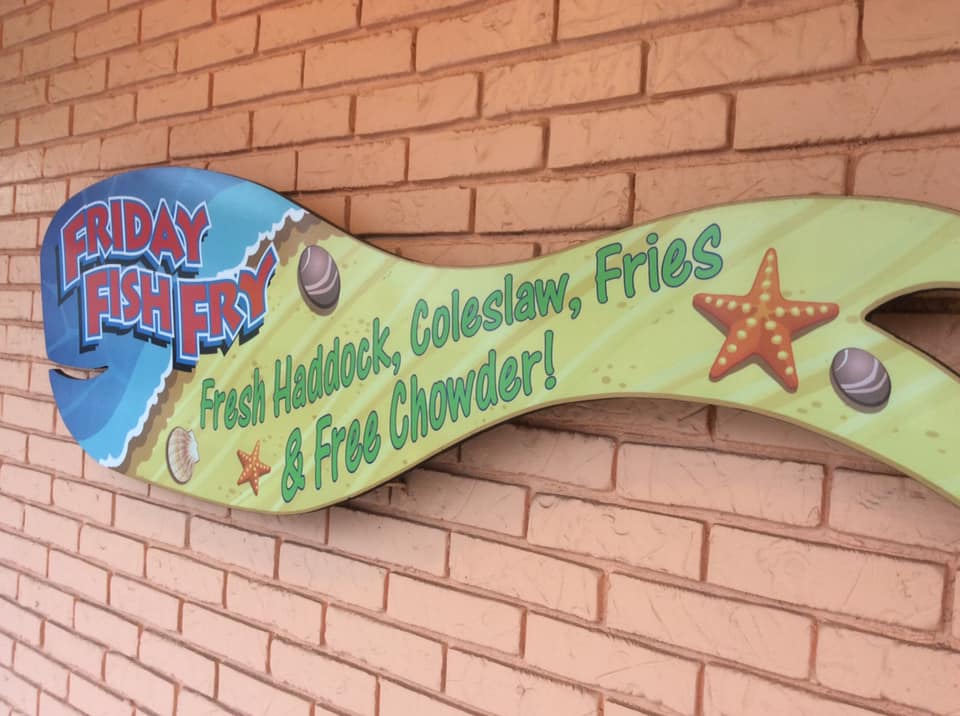 FRIDAY
FISH FRY
Fresh Haddock, Coleslaw, Fries
& Free Chowder!